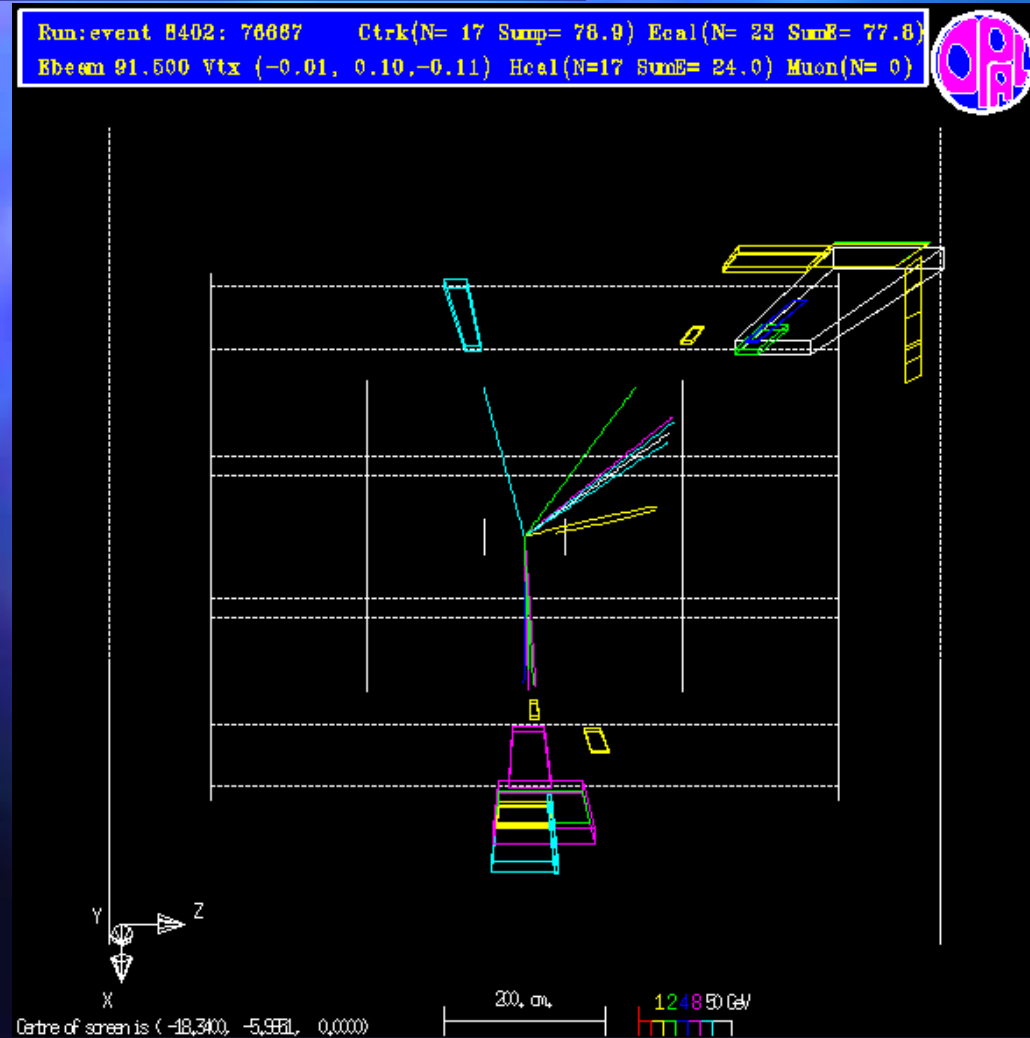 Run:event 8402: 76667 Ctrk(N= 17 Sump= 78.9) Ecal(N= 23 SumE= 77.8)
Ebeam 91.500 Vtx (-0.01, 0.10,-0.11) Hcal(N=17 SumE= 24.0) Muon(N= 0)
OPAL
Y
Z
X
200. cm.
1 2 4 8 50 GeV
Centre of screen is ( -18.3400, -5.9951, 0.0000)